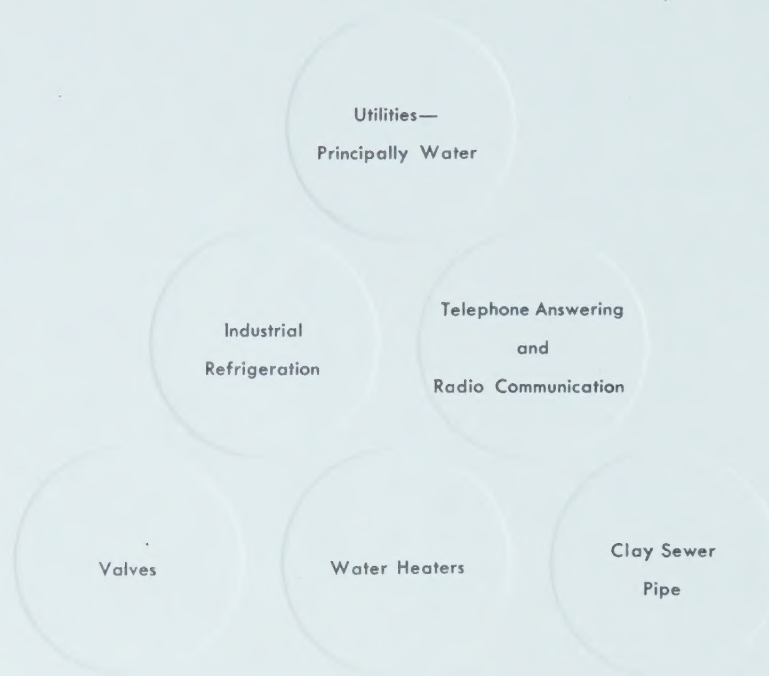 Utilities—
Principally Water
Industrial
Refrigeration
Telephone Answering
and
Radio Communication
Valves
Water Heaters
Clay Sewer
Pipe